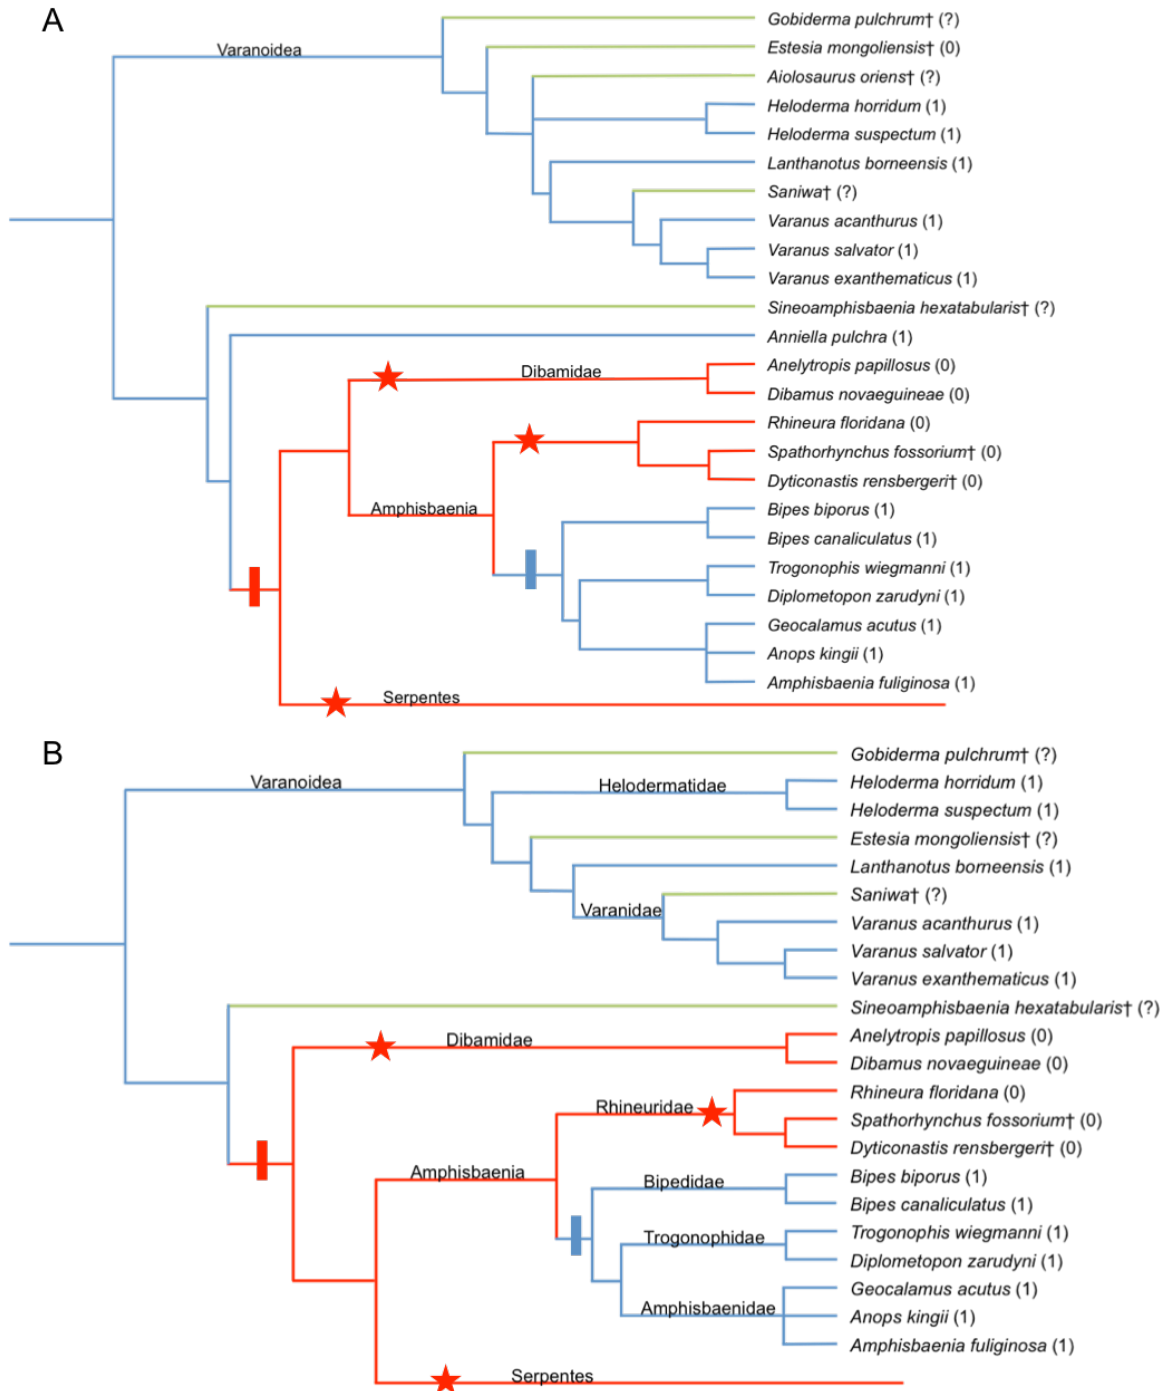 A
Gobiderma pulchrum† (?)
Varanoidea
Estesia mongoliensis† (0)
Aiolosaurus oriens† (?)
Heloderma horridum (1)
Heloderma suspectum (1)
Lanthanotus borneensis (1)
Saniwa† (?)
Varanus acanthurus (1)
Varanus salvator (1)
Varanus exanthematicus (1)
Sineoamphisbaenia hexatabularis† (?)
Anniella pulchra (1)
Anelytropis papillosus (0)
Dibamidae
Dibamus novaeguineae (0)
Rhineura floridana (0)
Spathorhynchus fossorium† (0)
Dyticonastis rensbergeri† (0)
Amphisbaenia
Bipes biporus (1)
Bipes canaliculatus (1)
Trogonophis wiegmanni (1)
Diplometopon zarudyni (1)
Geocalamus acutus (1)
Anops kingii (1)
Amphisbaenia fuliginosa (1)
Serpentes
B
Gobiderma pulchrum† (?)
Varanoidea
Helodermatidae
Heloderma horridum (1)
Heloderma suspectum (1)
Estesia mongoliensis† (?)
Lanthanotus borneensis (1)
Saniwa† (?)
Varanidae
Varanus acanthurus (1)
Varanus salvator (1)
Varanus exanthematicus (1)
Sineoamphisbaenia hexatabularis† (?)
Anelytropis papillosus (0)
Dibamidae
Dibamus novaeguineae (0)
Rhineura floridana (0)
Rhineuridae
Spathorhynchus fossorium† (0)
Dyticonastis rensbergeri† (0)
Amphisbaenia
Bipes biporus (1)
Bipedidae
Bipes canaliculatus (1)
Trogonophis wiegmanni (1)
Trogonophidae
Diplometopon zarudyni (1)
Geocalamus acutus (1)
Amphisbaenidae
Anops kingii (1)
Amphisbaenia fuliginosa (1)
Serpentes